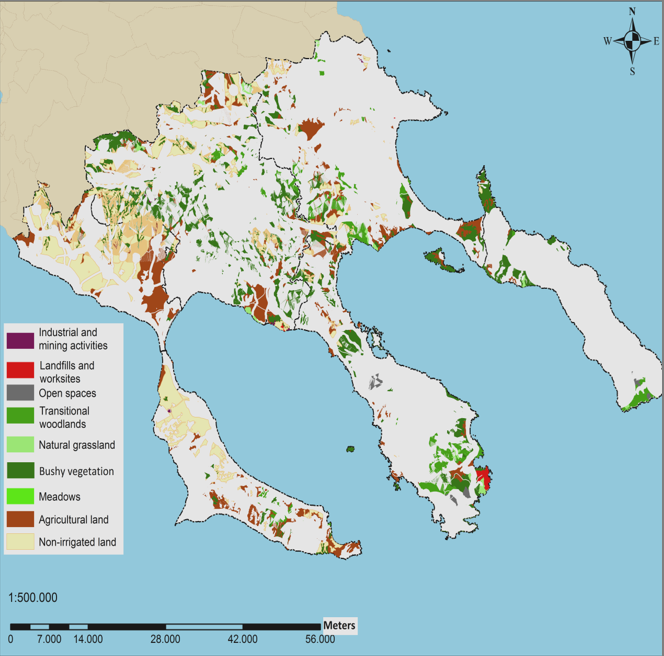 N
W E
S
Industrial and
mining activities
Landfills and
worksites
Open spaces
Transitional
woodlands
Natural grassland
Bushy vegetation
Meadows
Agricultural land
Non-irrigated land
1:500.000
Meters
0 7.000 14.000 28.000 42.000 56.000